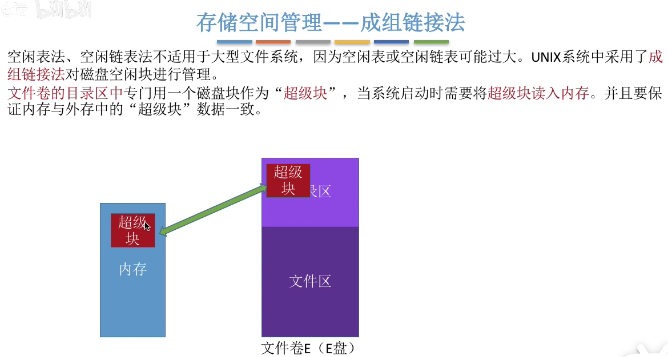 bilibili
存储空间管理——成组链接法
空闲表法、空闲链表法不适用于大型文件系统，因为空闲表或空闲链表可能过大。UNIX系统中采用了成
组链接法对磁盘空闲块进行管理。
文件卷的目录区中专门用一个磁盘块作为“超级块”，当系统启动时需要将超级块读入内存。并且要保
证内存与外存中的“超级块”数据一致。
超级
块
录区
超级
块
内存
文件区
文件卷E（E盘）